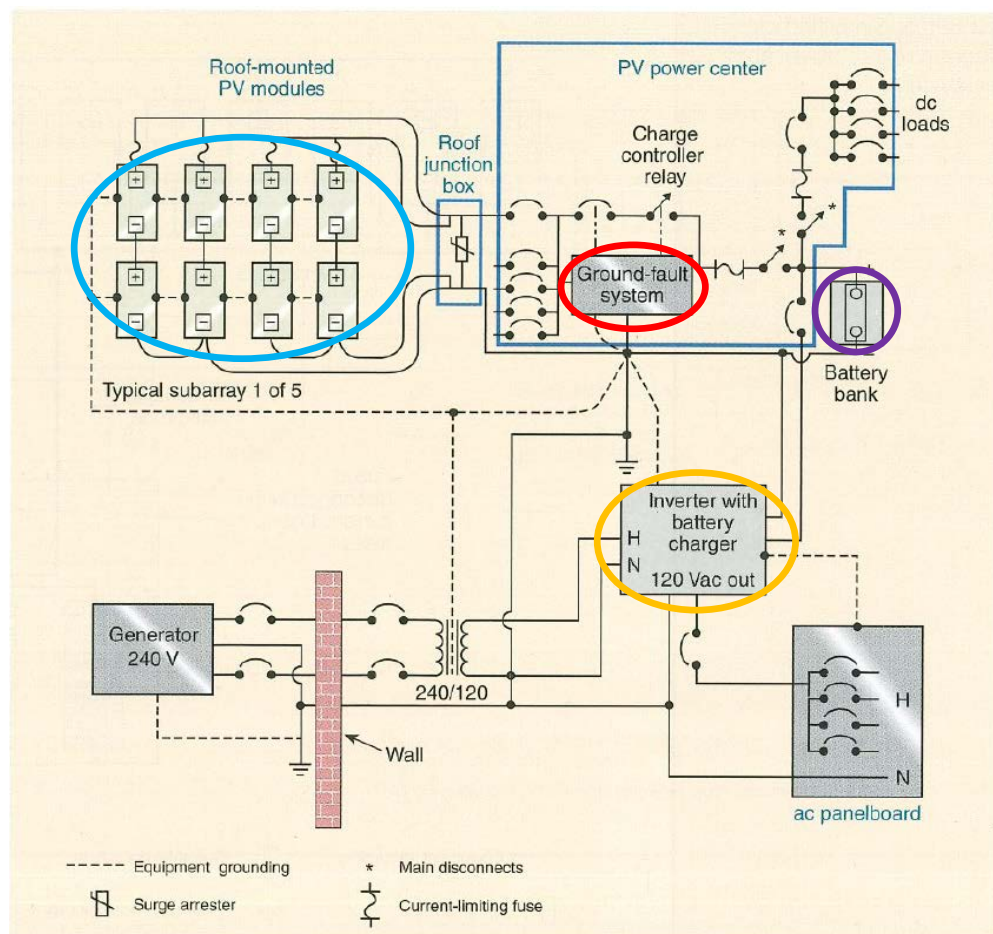 Roof-mounted
PV modules
PV power center
dc
loads
Roof
junction
box
Charge
controller
relay
*
*
+
+
+
+
−
−
−
−
+
+
+
+
−
−
−
−
Ground-fault
system
Typical subarray 1 of 5
Battery
bank
Inverter with
battery
charger
H
N
120 Vac out
Generator
240 V
240/120
Wall
H
N
ac panelboard
Equipment grounding
* Main disconnects
Surge arrester
Current-limiting fuse